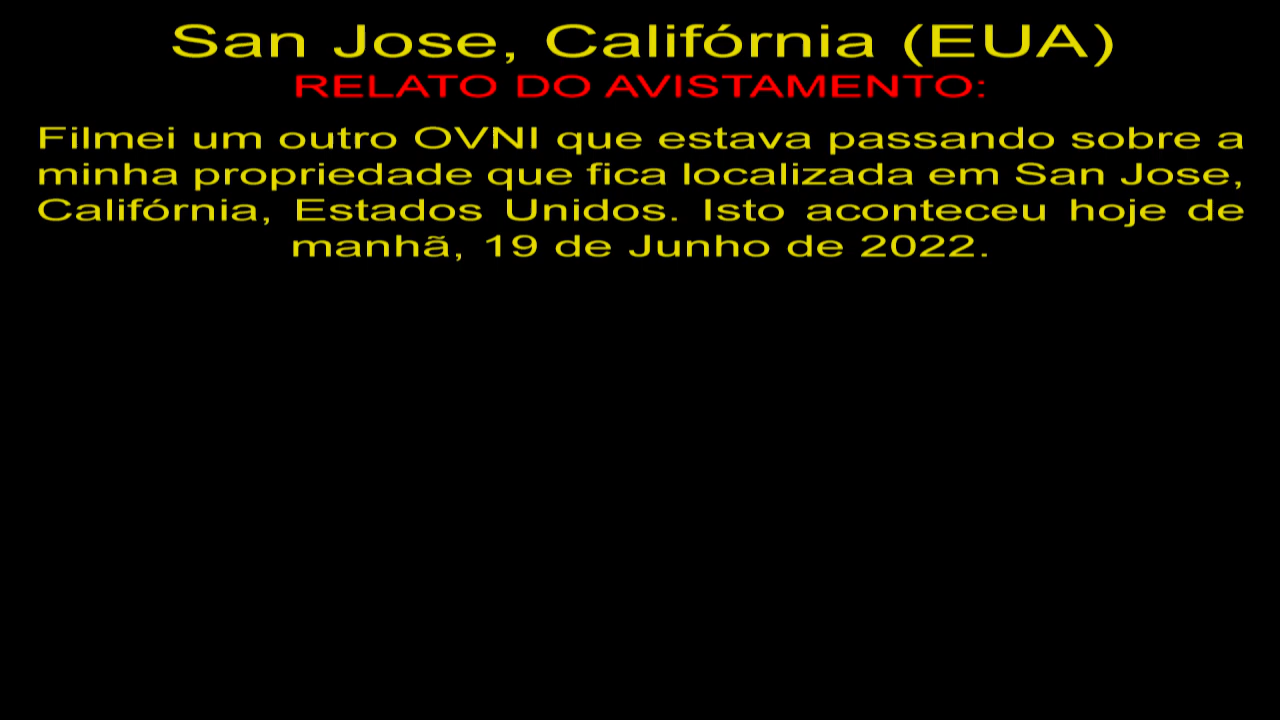 San Jose, Califórnia (EUA)
RELATO DO AVISTAMENTO:
Filmei um outro OVNI que estava passando sobre a
minha propriedade que fica localizada em San Jose,
Califórnia, Estados Unidos. Isto aconteceu hoje de
manhã, 19 de Junho de 2022.